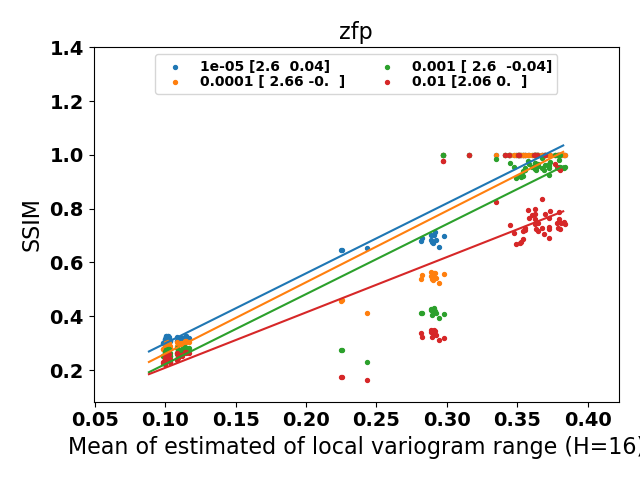 zfp
1e-05 [2.6  0.04]
0.0001 [ 2.66 -0.  ]
0.001 [ 2.6  -0.04]
0.01 [2.06 0.  ]
1.4
1.2
1.0
0.8
0.6
0.4
0.2
SSIM
0.05 0.10 0.15 0.20 0.25 0.30 0.35 0.40
Mean of estimated of local variogram range (H=16)